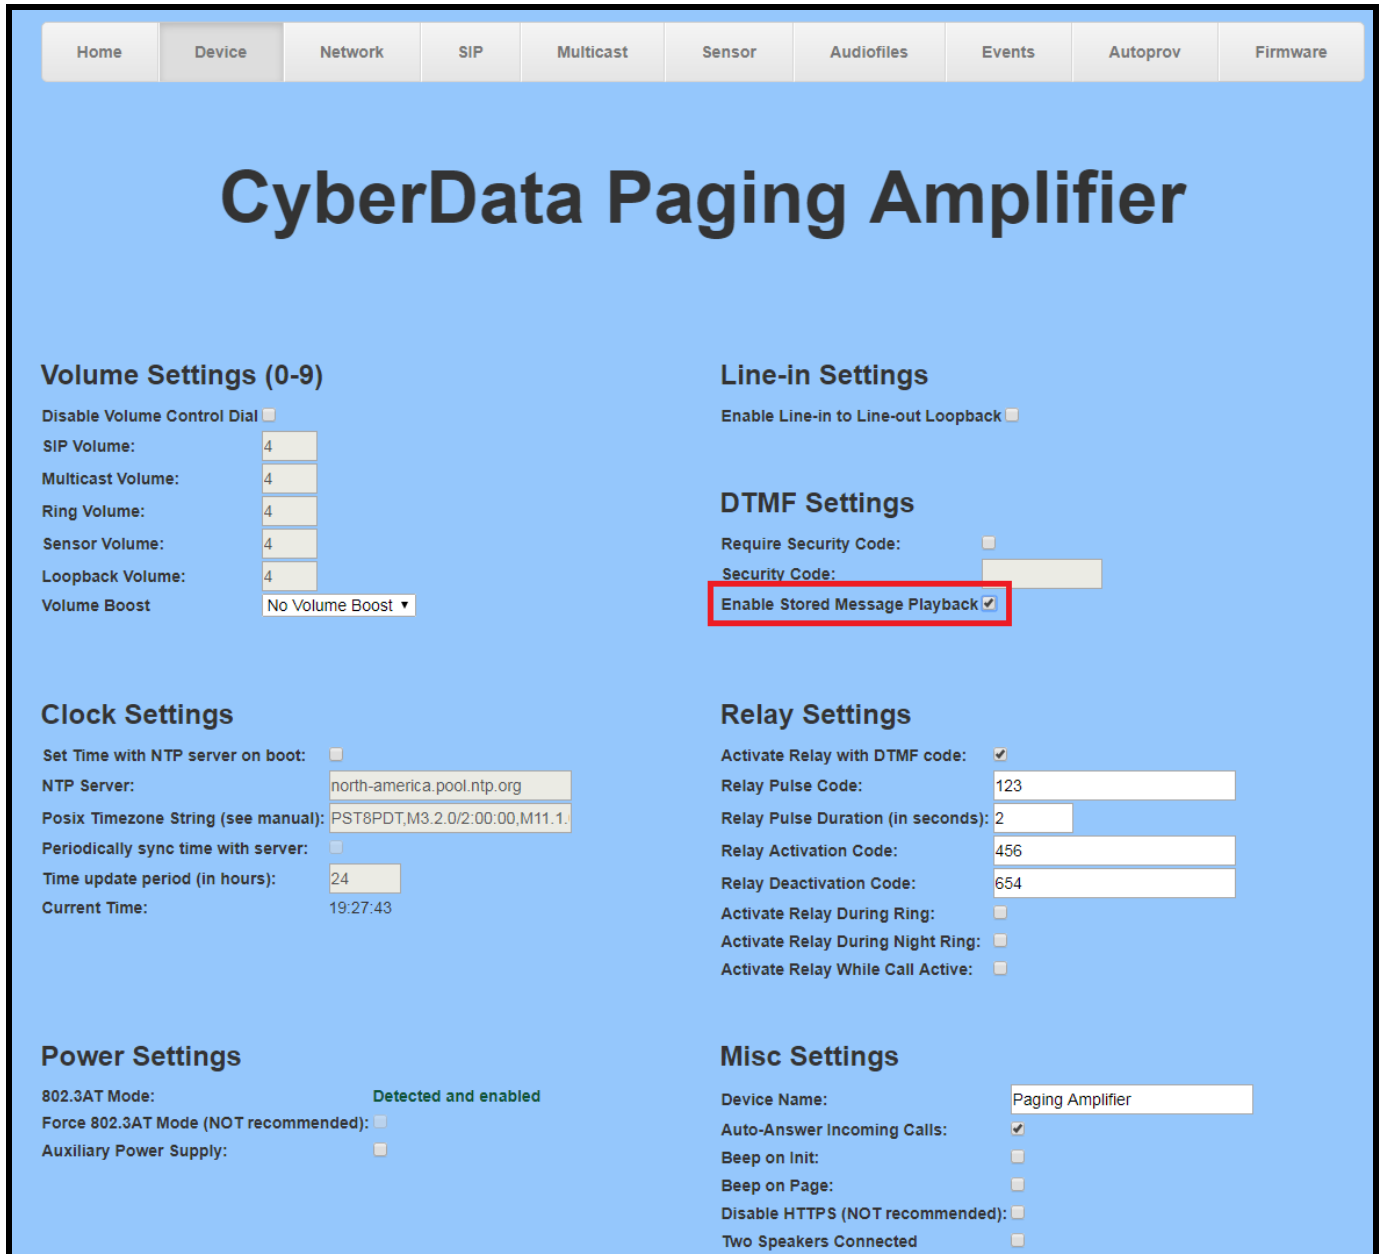 Home Device Network SIP Multicast Sensor Audiofiles Events Autoprov Firmware
CyberData Paging Amplifier
Volume Settings (0-9)
Disable Volume Control Dial
SIP Volume: 4
Multicast Volume: 4
Ring Volume: 4
Sensor Volume: 4
Loopback Volume: 4
Volume Boost No Volume Boost
Line-in Settings
Enable Line-in to Line-out Loopback
DTMF Settings
Require Security Code:
Security Code:
Enable Stored Message Playback
Clock Settings
Set Time with NTP server on boot:
NTP Server: north-america.pool.ntp.org
Posix Timezone String (see manual): PST8PDT,M3.2.0/2:00:00,M11.1.
Periodically sync time with server:
Time update period (in hours): 24
Current Time: 19:27:43
Relay Settings
Activate Relay with DTMF code:
Relay Pulse Code: 123
Relay Pulse Duration (in seconds): 2
Relay Activation Code: 456
Relay Deactivation Code: 654
Activate Relay During Ring:
Activate Relay During Night Ring:
Activate Relay While Call Active:
Power Settings
802.3AT Mode: Detected and enabled
Force 802.3AT Mode (NOT recommended):
Auxiliary Power Supply:
Misc Settings
Device Name: Paging Amplifier
Auto-Answer Incoming Calls:
Beep on Init:
Beep on Page:
Disable HTTPS (NOT recommended):
Two Speakers Connected